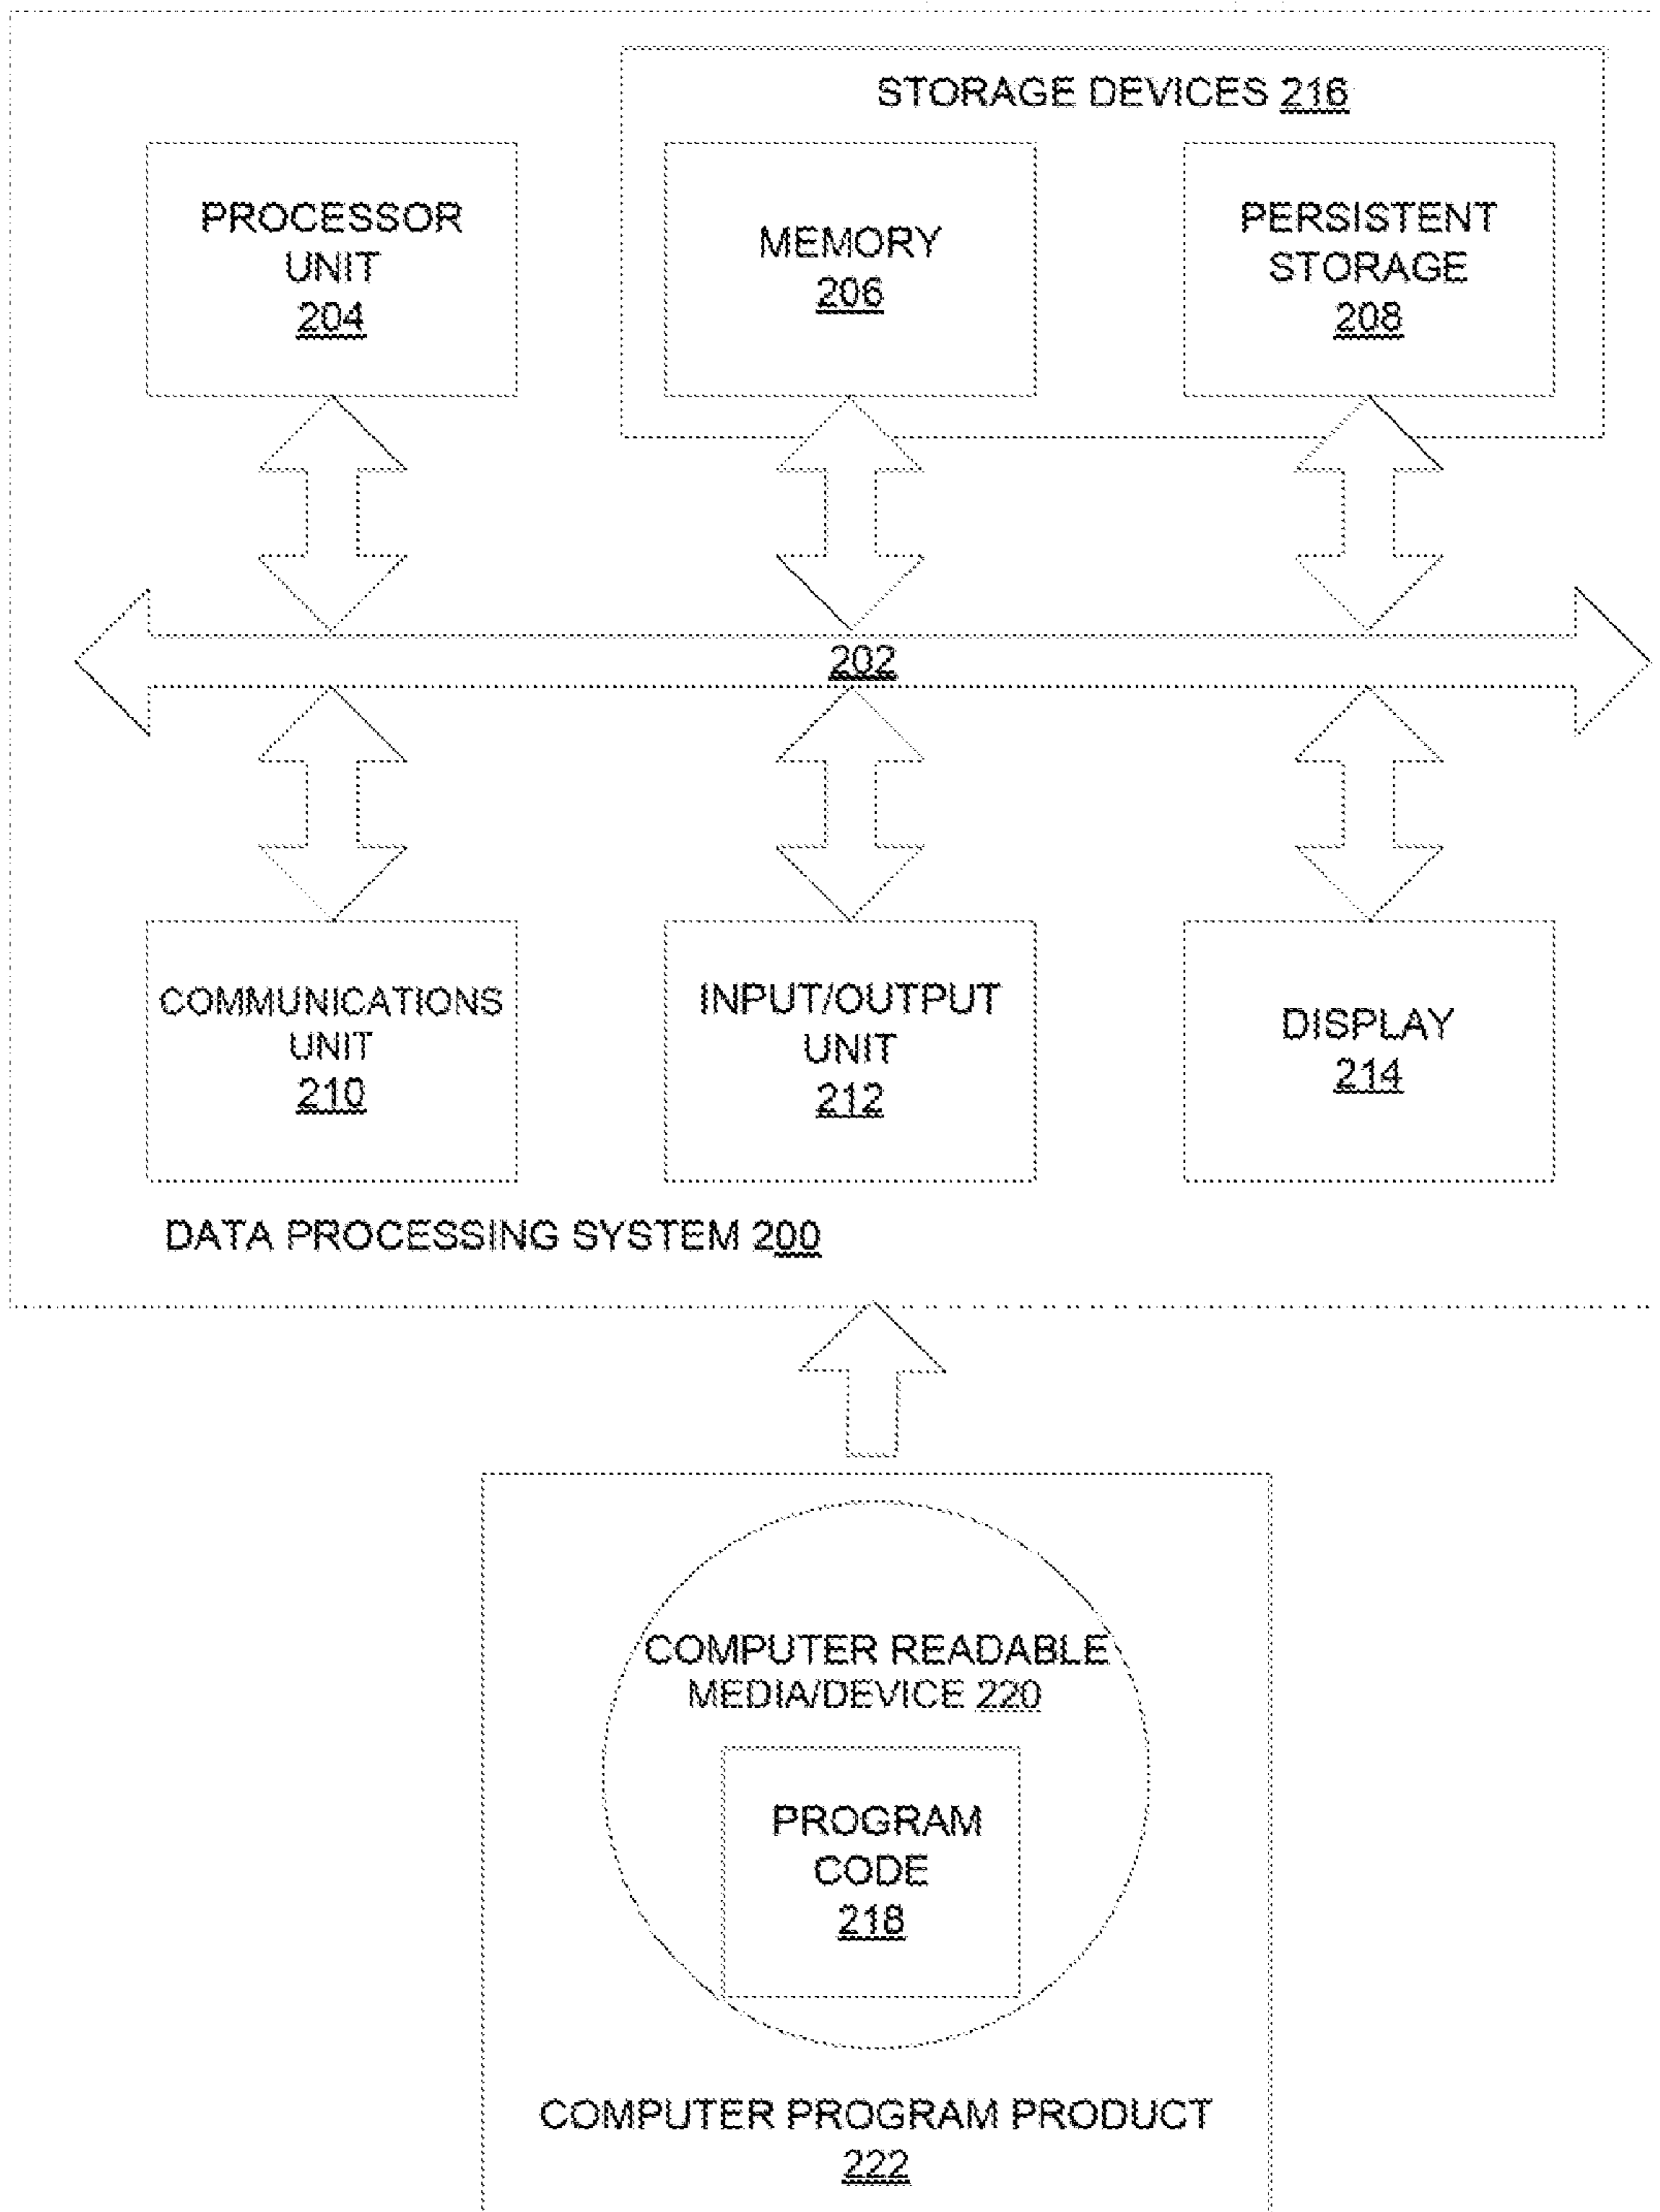 STORAGE DEVICES 216
PROCESSOR
UNIT
204
MEMORY
206
PERSISTENT
STORAGE
208
202
COMMUNICATIONS
UNIT
210
INPUT/OUTPUT
UNIT
212
DISPLAY
214
DATA PROCESSING SYSTEM 200
COMPUTER READABLE
MEDIA/DEVICE 220
PROGRAM
CODE
218
COMPUTER PROGRAM PRODUCT
222